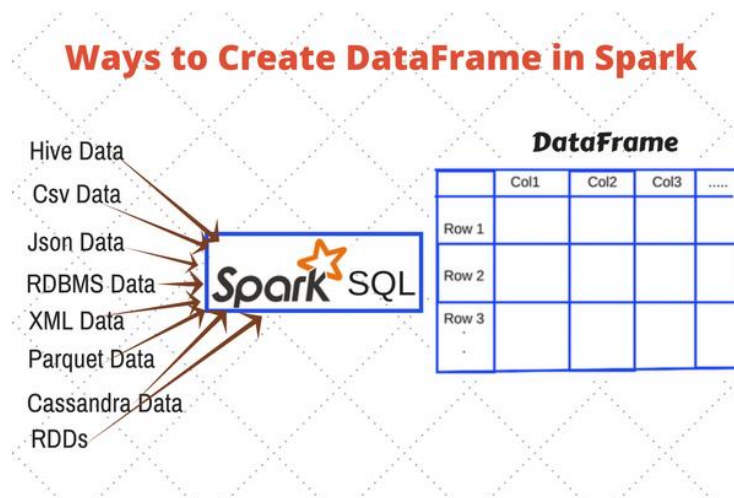 Ways to Create DataFrame in Spark
Hive Data
Csv Data
Json Data
RDBMS Data
XML Data
Parquet Data
Cassandra Data
RDDs
Spark SQL
DataFrame
Col1 Col2 Col3 .....
Row 1
Row 2
Row 3
.
.